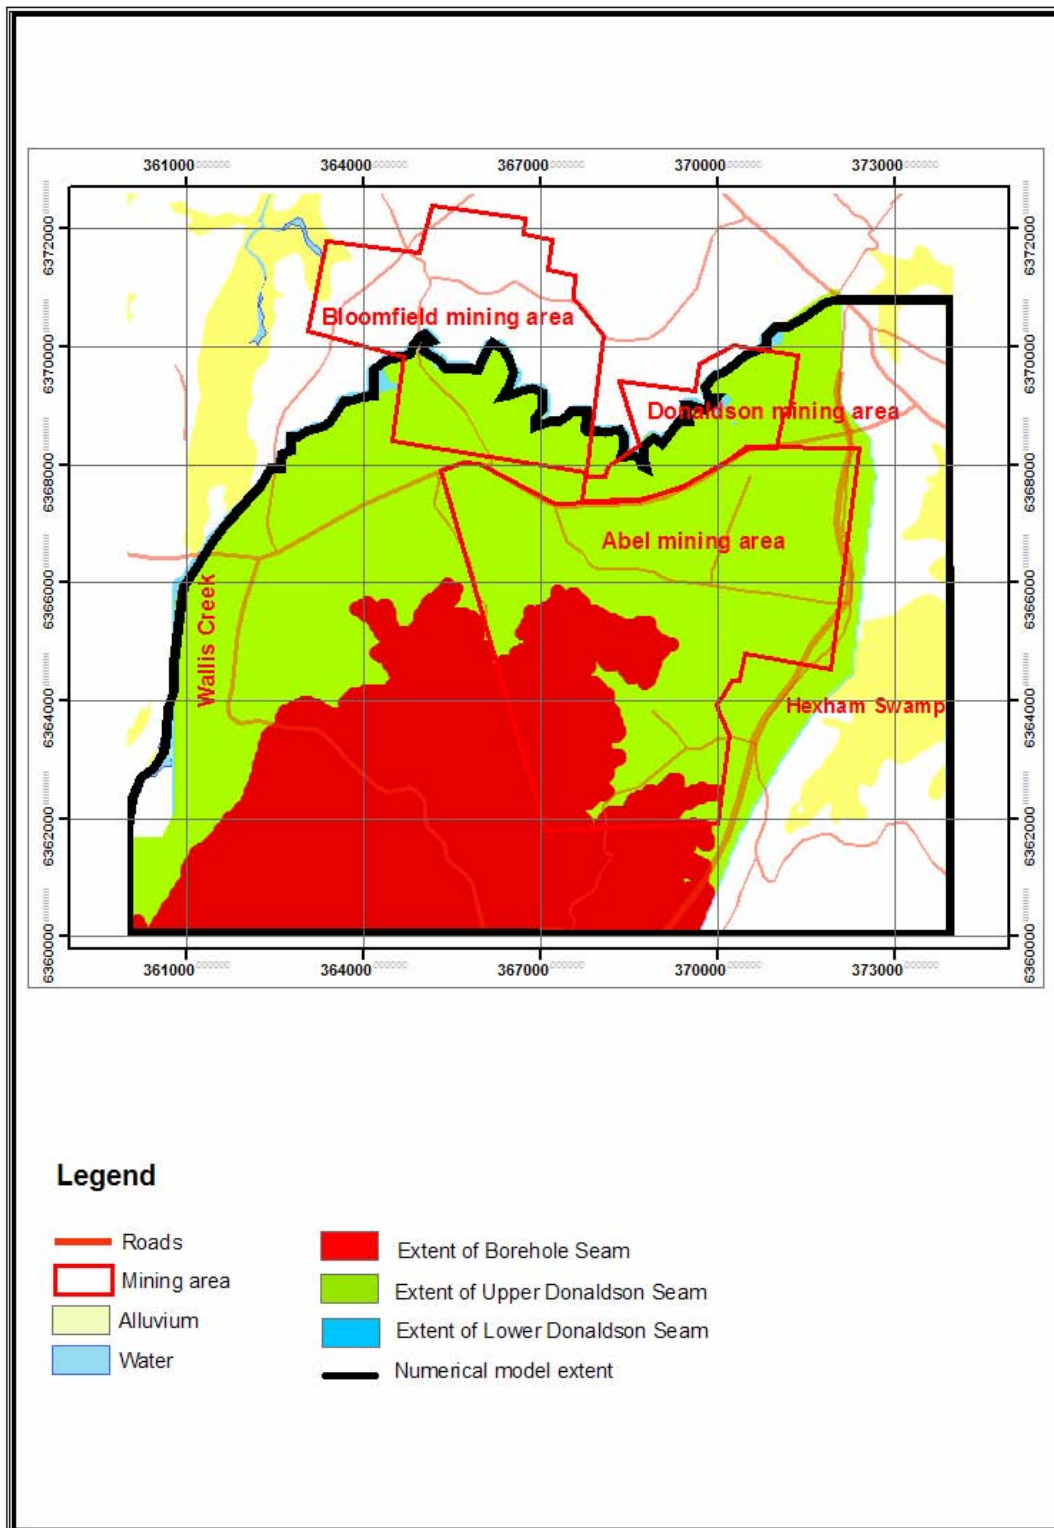 361000 364000 367000 370000 373000
6372000 6372000
Bloomfield mining area
6370000 6370000
Donaldson mining area
6368000 6368000
Abel mining area
6366000 6366000
Wallis Creek
6364000 6364000
Hexham Swamp
6362000 6362000
6360000 6360000
361000 364000 367000 370000 373000
Legend
Roads
Mining area
Alluvium
Water
Extent of Borehole Seam
Extent of Upper Donaldson Seam
Extent of Lower Donaldson Seam
Numerical model extent